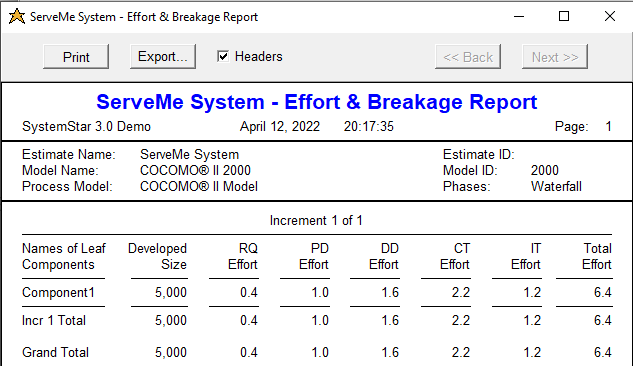 ServeMe System - Effort & Breakage Report
Print Export... Headers << Back Next >>
ServeMe System - Effort & Breakage Report
SystemStar 3.0 Demo April 12, 2022 20:17:35 Page: 1
Estimate Name: ServeMe System Estimate ID:
Model Name: COCOMO® II 2000 Model ID: 2000
Process Model: COCOMO® II Model Phases: Waterfall
Increment 1 of 1
Names of Leaf Developed RQ PD DD CT IT Total
Components Size Effort Effort Effort Effort Effort Effort
Component1 5,000 0.4 1.0 1.6 2.2 1.2 6.4
Incr 1 Total 5,000 0.4 1.0 1.6 2.2 1.2 6.4
Grand Total 5,000 0.4 1.0 1.6 2.2 1.2 6.4